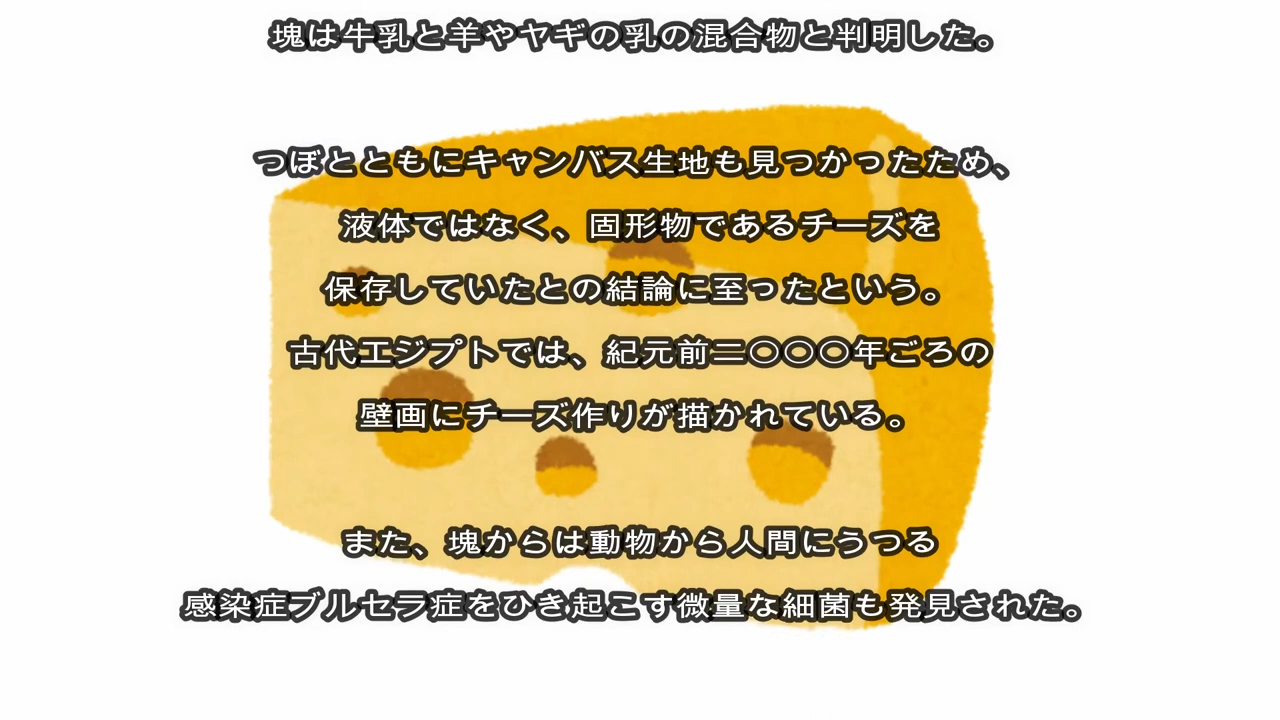 塊は牛乳と羊やヤギの乳の混合物と判明した。
つぼとともにキャンバス生地も見つかったため、
液体ではなく、固形物であるチーズを
保存していたとの結論に至ったという。
古代エジプトでは、紀元前二〇〇〇年ごろの
壁画にチーズ作りが描かれている。
また、塊からは動物から人間にうつる
感染症ブルセラ症をひき起こす微量な細菌も発見された。